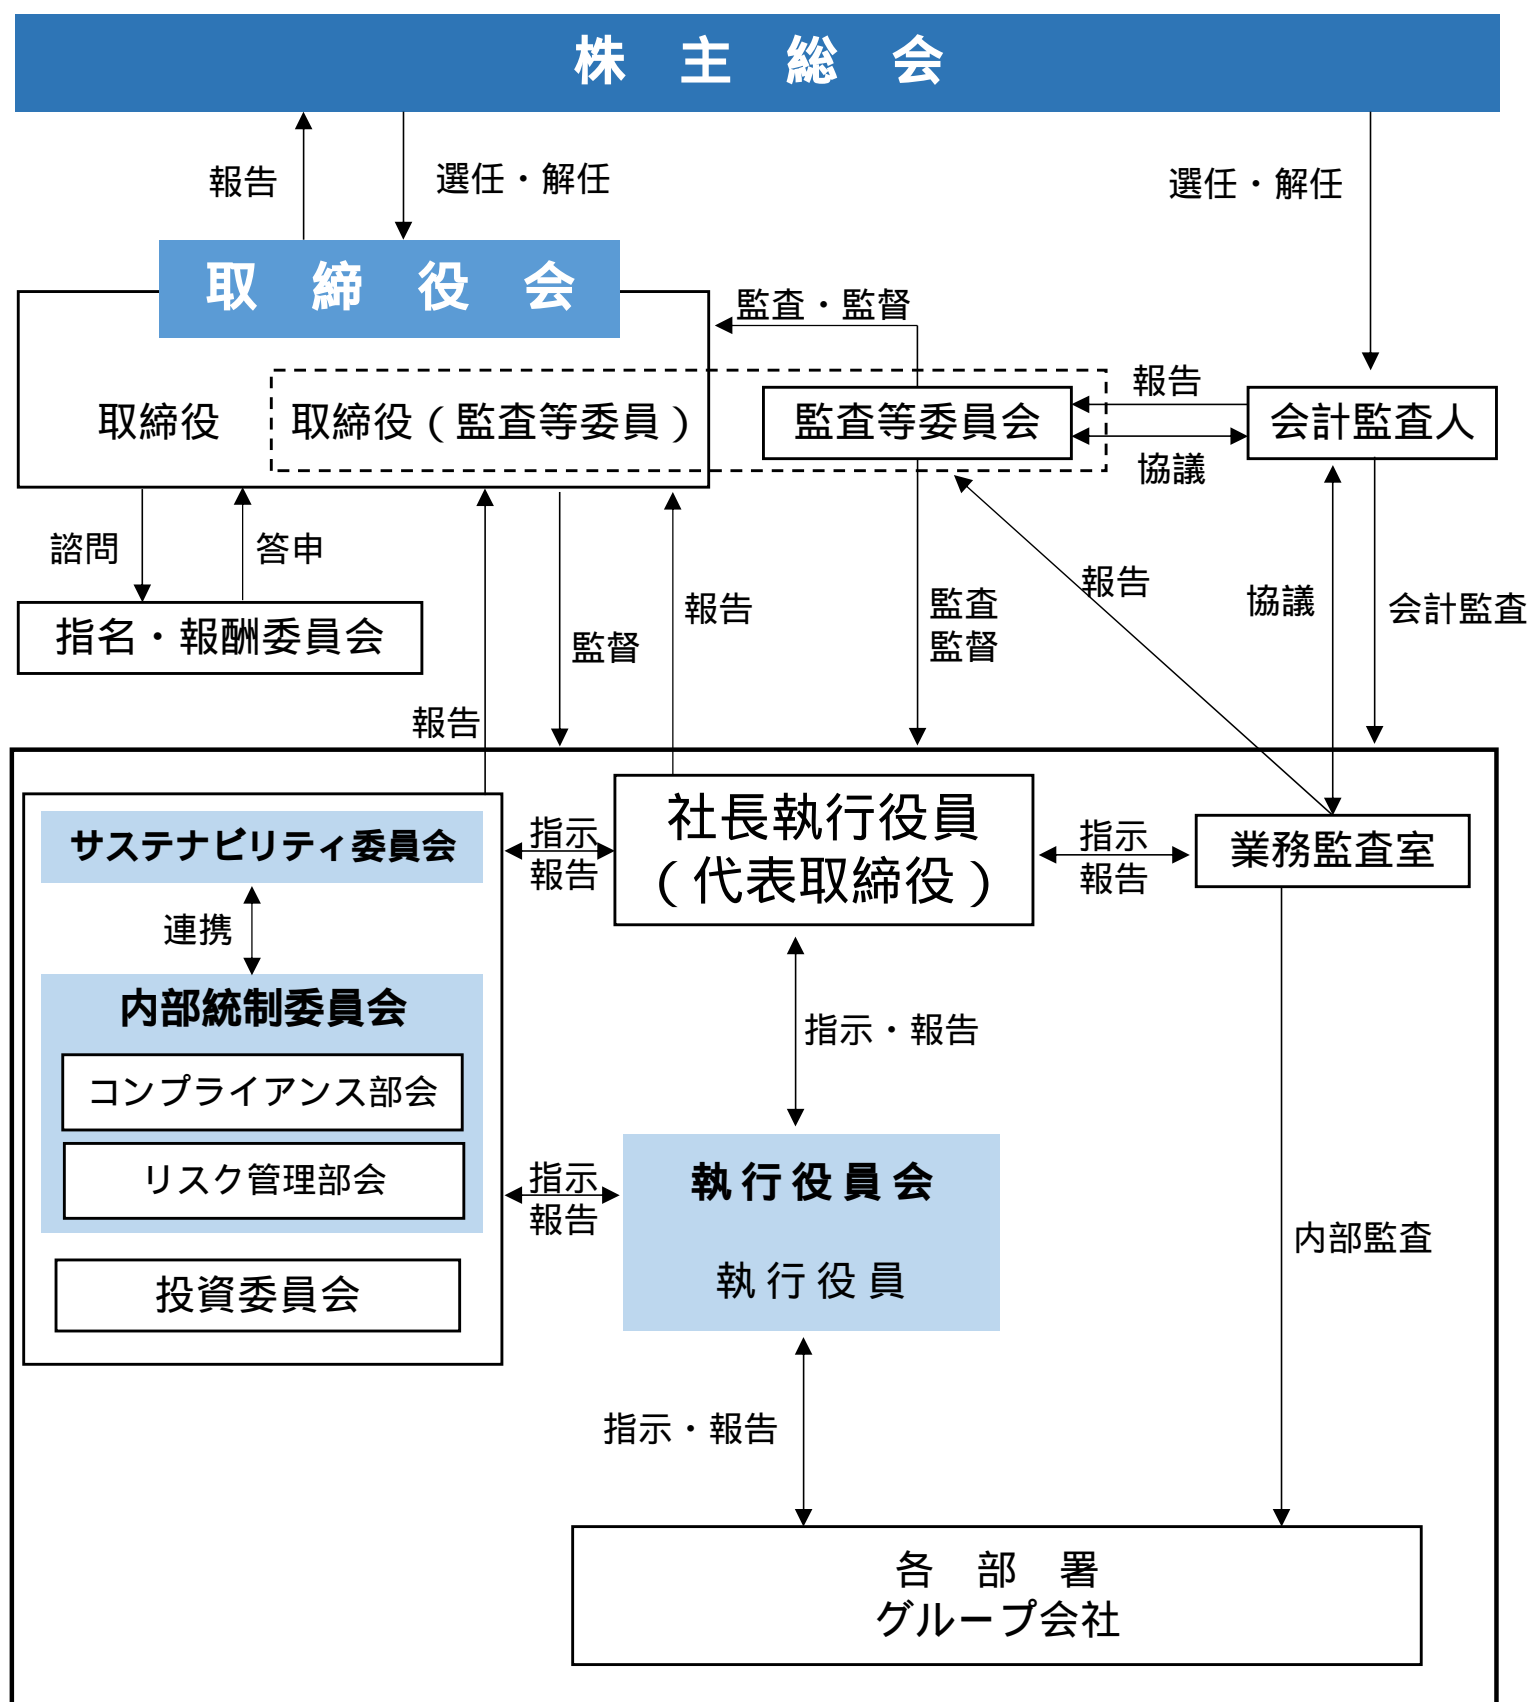 株　主　総　会
報告
選任・解任
選任・解任
取　締　役　会
監査・監督
取締役
取締役（監査等委員）
監査等委員会
報告
会計監査人
協議
諮問
答申
指名・報酬委員会
報告
監督
報告
監査
監督
報告
協議
会計監査
サステナビリティ委員会
指示
報告
社長執行役員
（代表取締役）
指示
報告
業務監査室
連携
内部統制委員会
コンプライアンス部会
リスク管理部会
投資委員会
指示・報告
指示
報告
執 行 役 員 会
執 行 役 員
内部監査
指示・報告
各　部　署
グループ会社